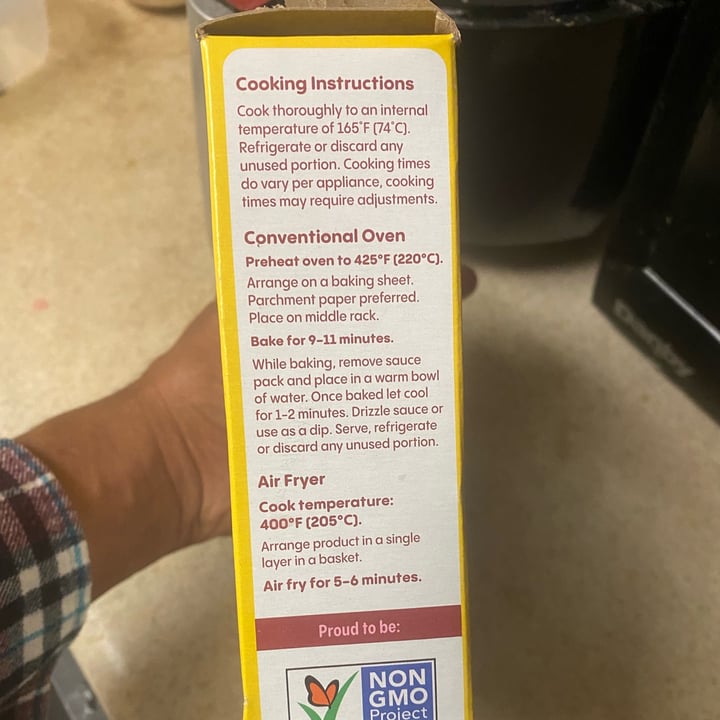 Cooking Instructions
Cook thoroughly to an internal
temperature of 165°F (74°C).
Refrigerate or discard any
unused portion. Cooking times
do vary per appliance, cooking
times may require adjustments.
Conventional Oven
Preheat oven to 425°F (220°C).
Arrange on a baking sheet.
Parchment paper preferred.
Place on middle rack.
Bake for 9-11 minutes.
While baking, remove sauce
pack and place in a warm bowl
of water. Once baked let cool
for 1-2 minutes. Drizzle sauce or
use as a dip. Serve, refrigerate
or discard any unused portion.
Air Fryer
Cook temperature:
400°F (205°C).
Arrange product in a single
layer in a basket.
Air fry for 5-6 minutes.
Proud to be:
NON
GMO
Project